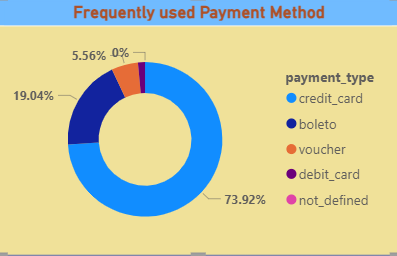 Frequently used Payment Method
5.56%
0%
19.04%
73.92%
payment_type
credit_card
boleto
voucher
debit_card
not_defined